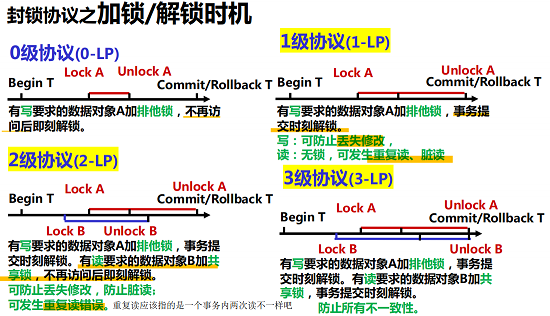 封锁协议之加锁/解锁时机
0级协议(0-LP)
Begin T
Lock A
Unlock A
Commit/Rollback T
有写要求的数据对象A加排他锁，不再访
问后即刻解锁。
1级协议(1-LP)
Begin T
Lock A
Unlock A
Commit/Rollback T
有写要求的数据对象A加排他锁，事务提
交时刻解锁。
写：可防止丢失修改，
读：无锁，可发生重复读、脏读
2级协议(2-LP)
Begin T
Lock A
Unlock A
Commit/Rollback T
Lock B
Unlock B
有写要求的数据对象A加排他锁，事务提
交时刻解锁。有读要求的数据对象B加共
享锁，不再访问后即刻解锁。
可防止丢失修改，防止脏读；
可发生重复读错误。重复读应该指的是一个事务内两次读不一样吧
3级协议(3-LP)
Begin T
Lock A
Unlock A
Commit/Rollback T
Lock B
Unlock B
有写要求的数据对象A加排他锁，事务提
交时刻解锁。有读要求的数据对象B加共
享锁，事务提交时刻解锁。
防止所有不一致性。